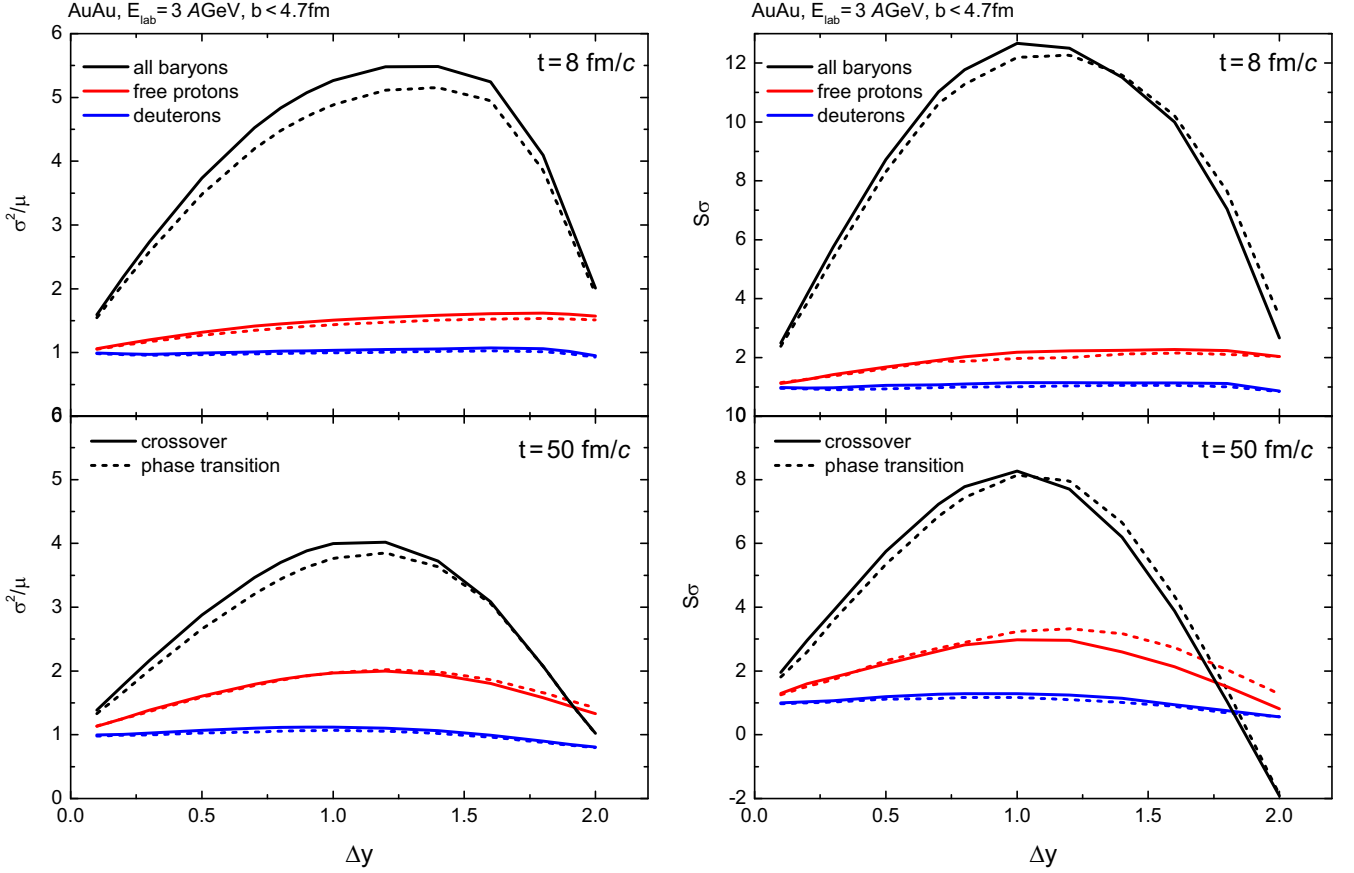 AuAu, E_lab = 3 AGeV, b < 4.7fm
6
5
4
3
2
1
0
σ²/μ
all baryons
free protons
deuterons
t = 8 fm/c
6
5
4
3
2
1
0
σ²/μ
crossover
phase transition
t = 50 fm/c
0.0 0.5 1.0 1.5 2.0
Δy
AuAu, E_lab = 3 AGeV, b < 4.7fm
12
10
8
6
4
2
0
Sσ
all baryons
free protons
deuterons
t = 8 fm/c
10
8
6
4
2
0
-2
Sσ
crossover
phase transition
t = 50 fm/c
0.0 0.5 1.0 1.5 2.0
Δy